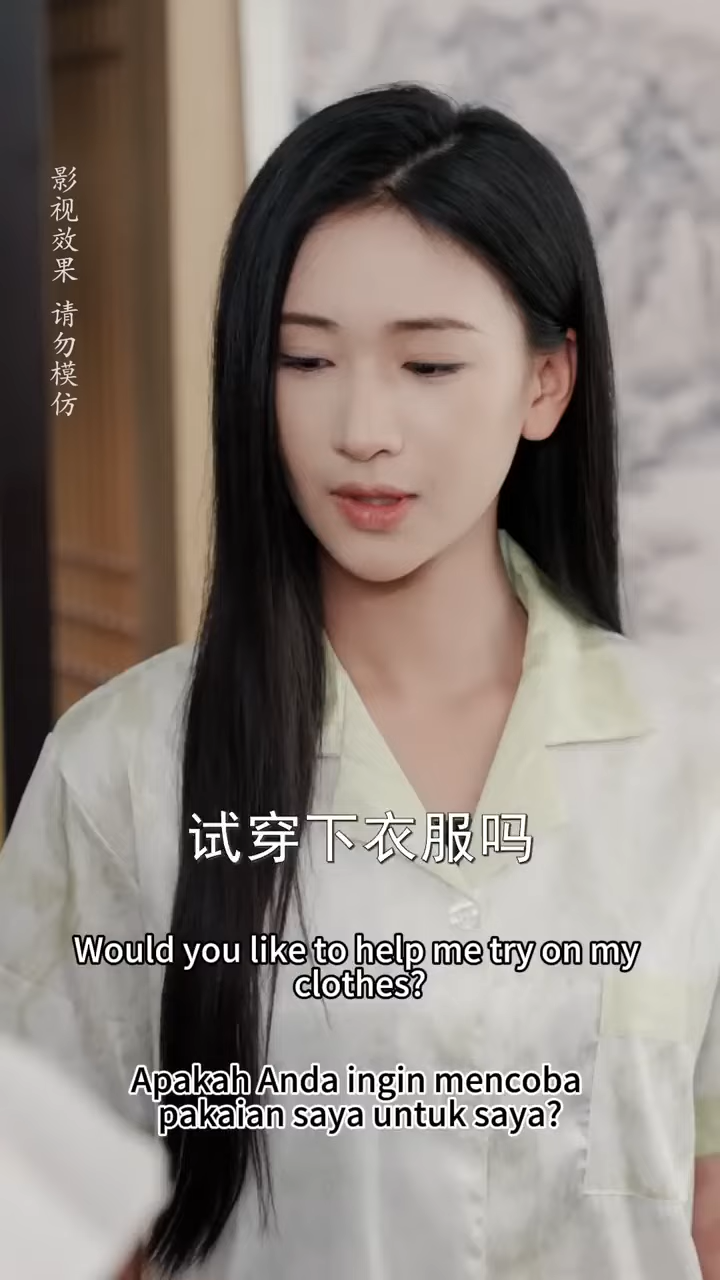 影视效果 请勿模仿
试穿下衣服吗
Would you like to help me try on my
clothes?
Apakah Anda ingin mencoba
pakaian saya untuk saya?